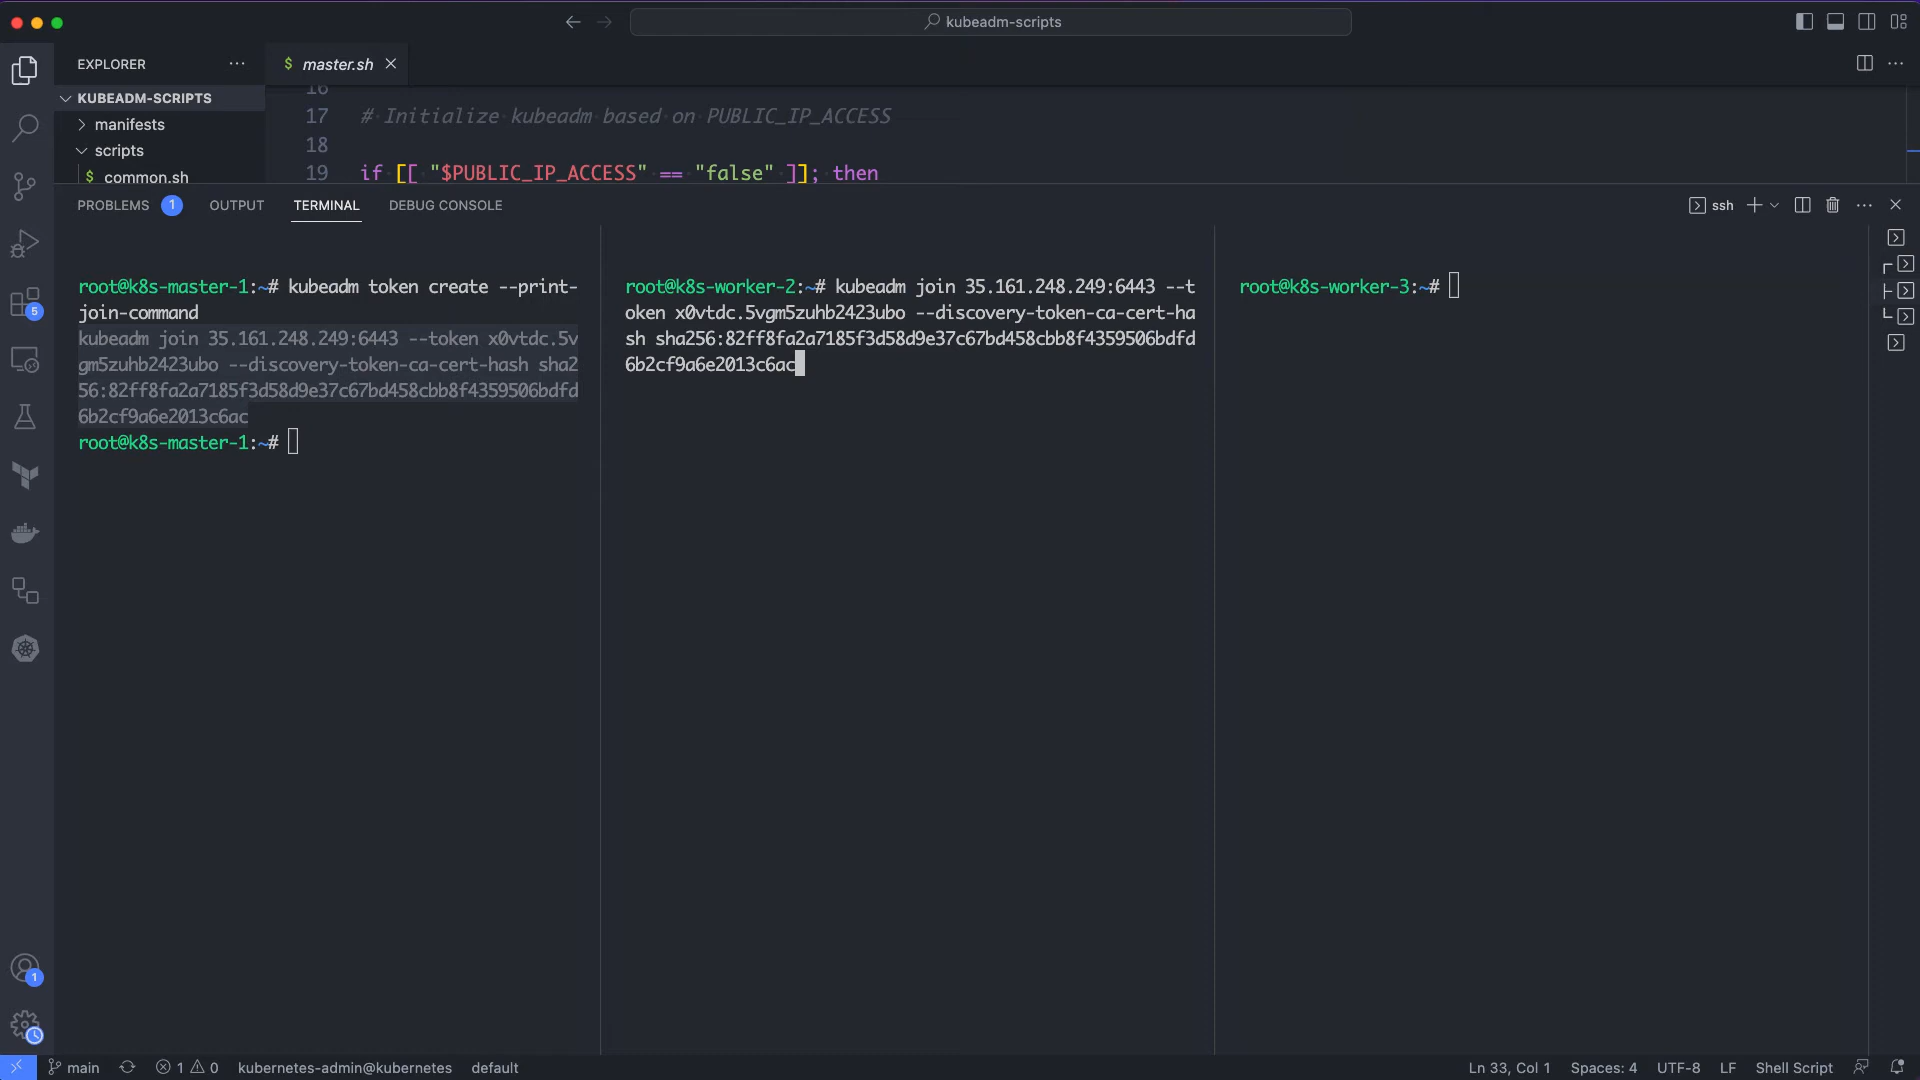 kubeadm-scripts
EXPLORER
$ master.sh
KUBEADM-SCRIPTS
manifests
scripts
$ common.sh
16
17 # Initialize kubeadm based on PUBLIC_IP_ACCESS
18
19 if [[ "$PUBLIC_IP_ACCESS" == "false" ]]; then
PROBLEMS 1 OUTPUT TERMINAL DEBUG CONSOLE
ssh
root@k8s-master-1:~# kubeadm token create --print-
join-command
kubeadm join 35.161.248.249:6443 --token x0vtdc.5v
gm5zuhb2423ubo --discovery-token-ca-cert-hash sha2
56:82ff8fa2a7185f3d58d9e37c67bd458cbb8f4359506bdfd
6b2cf9a6e2013c6ac
root@k8s-master-1:~#
root@k8s-worker-2:~# kubeadm join 35.161.248.249:6443 --t
oken x0vtdc.5vgm5zuhb2423ubo --discovery-token-ca-cert-ha
sh sha256:82ff8fa2a7185f3d58d9e37c67bd458cbb8f4359506bdfd
6b2cf9a6e2013c6ac
root@k8s-worker-3:~#
5
1
main 1 0 kubernetes-admin@kubernetes default
Ln 33, Col 1 Spaces: 4 UTF-8 LF Shell Script